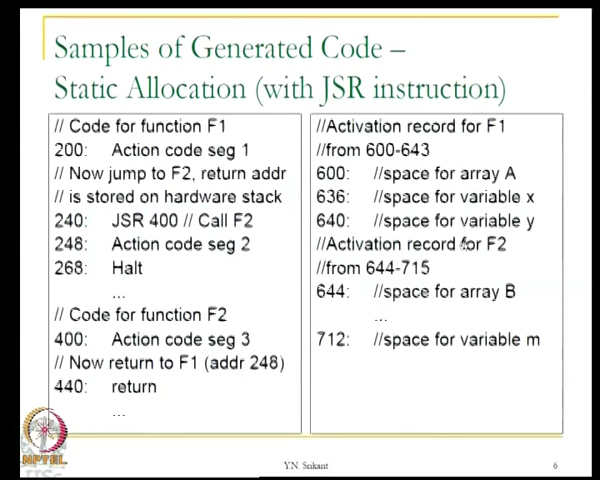 Samples of Generated Code –
Static Allocation (with JSR instruction)
// Code for function F1
200: Action code seg 1
// Now jump to F2, return addr
// is stored on hardware stack
240: JSR 400 // Call F2
248: Action code seg 2
268: Halt
...
// Code for function F2
400: Action code seg 3
// Now return to F1 (addr 248)
440: return
...
//Activation record for F1
//from 600-643
600: //space for array A
636: //space for variable x
640: //space for variable y
//Activation record for F2
//from 644-715
644: //space for array B
...
712: //space for variable m
NPTEL
Y.N. Srikant
6